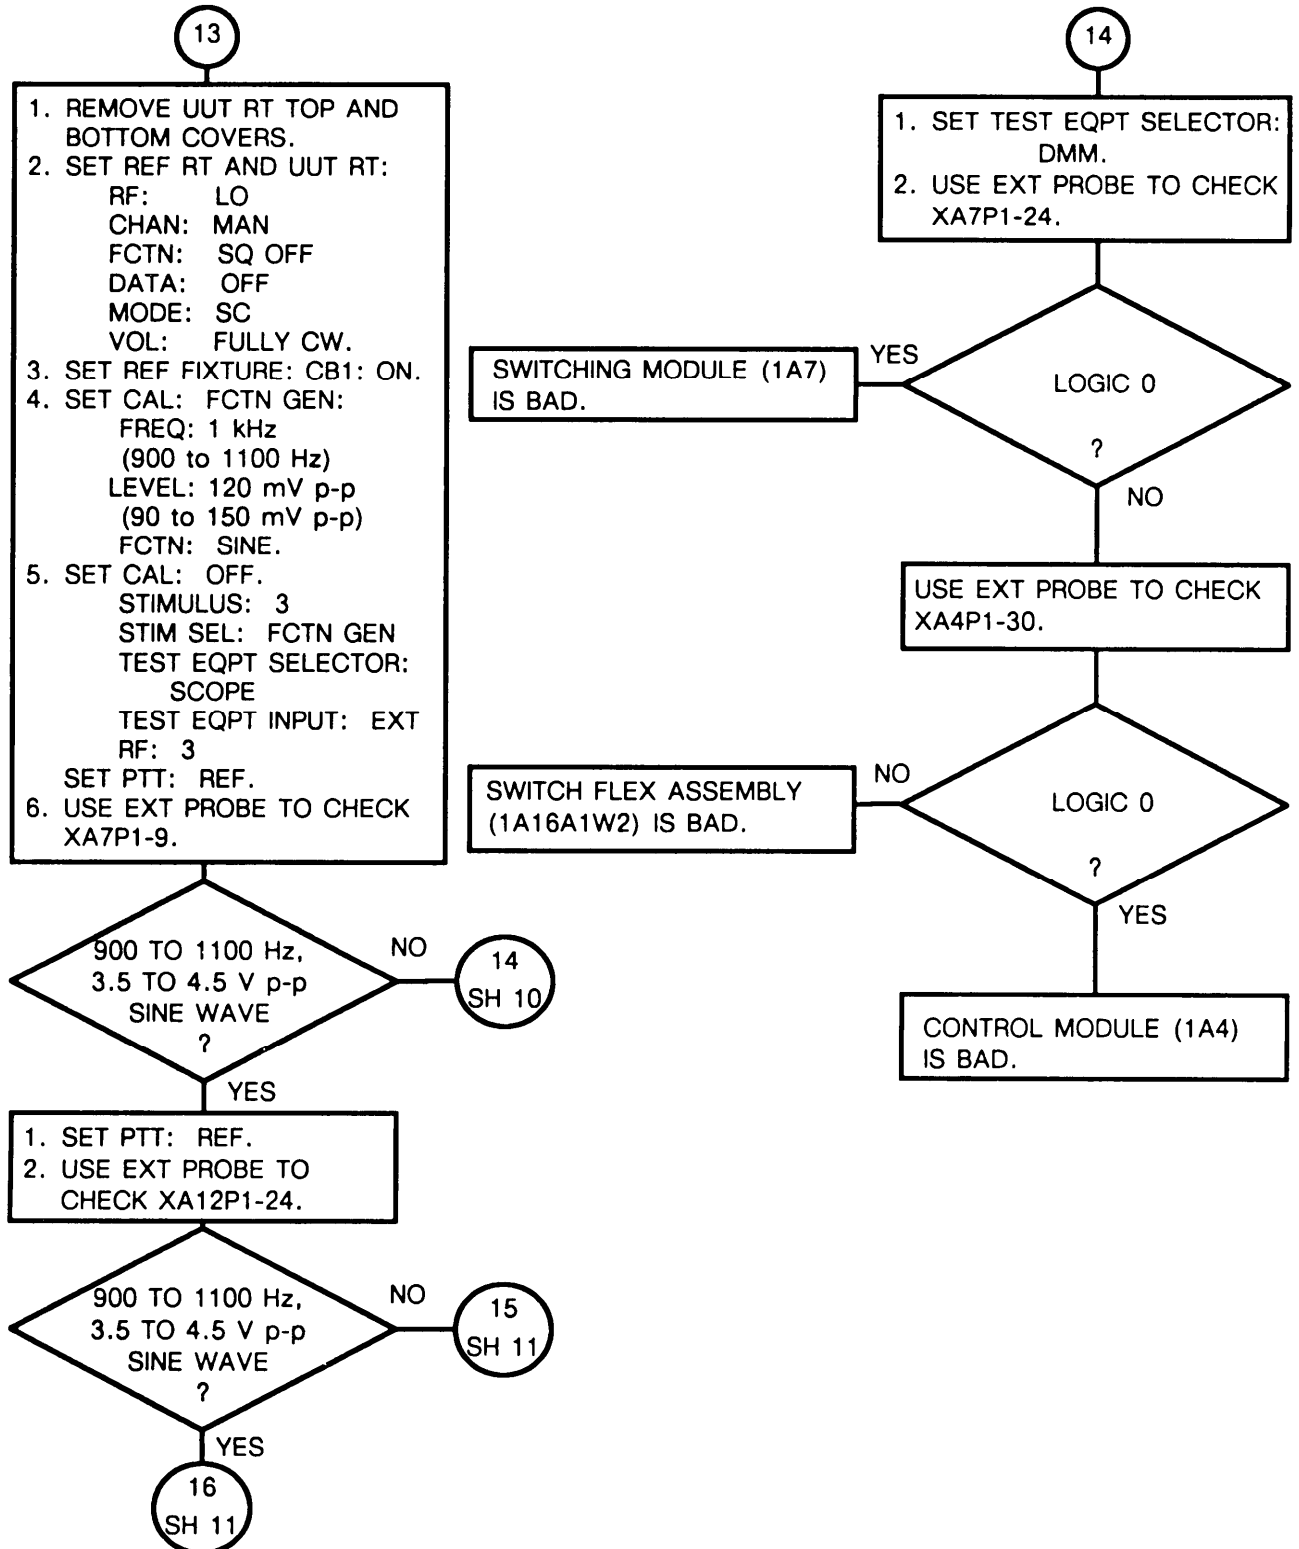 13
1. REMOVE UUT RT TOP AND
BOTTOM COVERS.
2. SET REF RT AND UUT RT:
RF: LO
CHAN: MAN
FCTN: SQ OFF
DATA: OFF
MODE: SC
VOL: FULLY CW.
3. SET REF FIXTURE: CB1: ON.
4. SET CAL: FCTN GEN:
FREQ: 1 kHz
(900 to 1100 Hz)
LEVEL: 120 mV p-p
(90 to 150 mV p-p)
FCTN: SINE.
5. SET CAL: OFF.
STIMULUS: 3
STIM SEL: FCTN GEN
TEST EQPT SELECTOR:
SCOPE
TEST EQPT INPUT: EXT
RF: 3
SET PTT: REF.
6. USE EXT PROBE TO CHECK
XA7P1-9.
900 TO 1100 Hz,
3.5 TO 4.5 V p-p
SINE WAVE
?
NO
14
SH 10
YES
1. SET PTT: REF.
2. USE EXT PROBE TO
CHECK XA12P1-24.
900 TO 1100 Hz,
3.5 TO 4.5 V p-p
SINE WAVE
?
NO
15
SH 11
YES
16
SH 11
14
1. SET TEST EQPT SELECTOR:
DMM.
2. USE EXT PROBE TO CHECK
XA7P1-24.
LOGIC 0
?
YES
SWITCHING MODULE (1A7)
IS BAD.
NO
USE EXT PROBE TO CHECK
XA4P1-30.
LOGIC 0
?
NO
SWITCH FLEX ASSEMBLY
(1A16A1W2) IS BAD.
YES
CONTROL MODULE (1A4)
IS BAD.